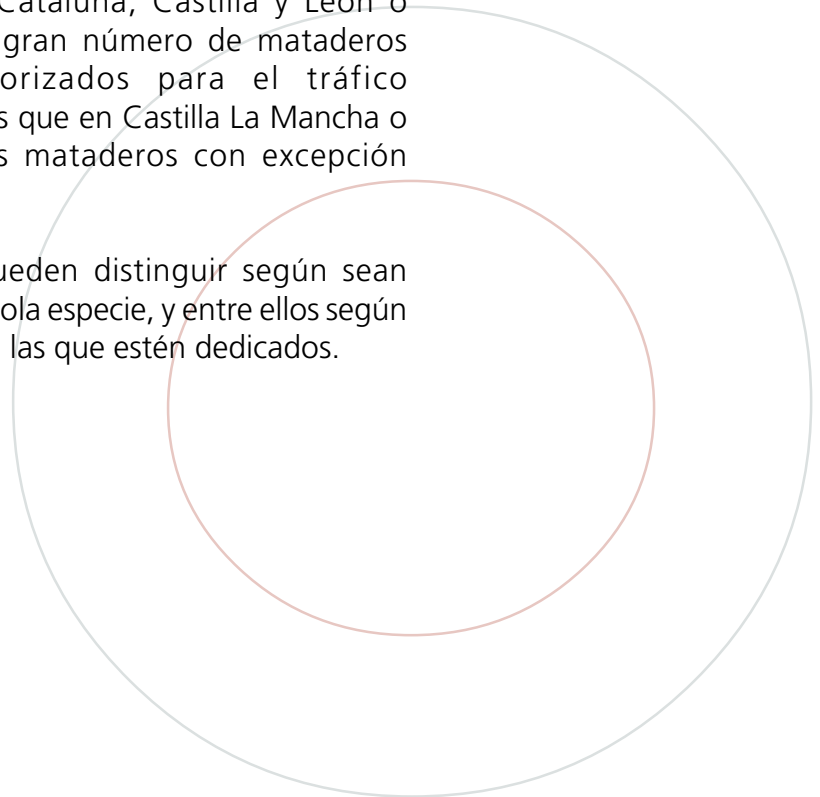 Cataluña, Castilla y León o
gran número de mataderos
orizados para el tráfico
s que en Castilla La Mancha o
s mataderos con excepción
ueden distinguir según sean
ola especie, y entre ellos según
las que estén dedicados.